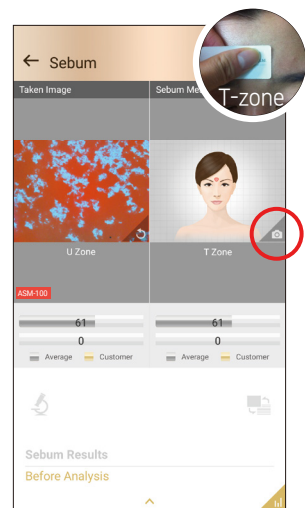 Sebum
T-zone
Taken Image
Sebum Me
U Zone
T Zone
ASM-100
61
61
0
0
Average Customer
Average Customer
Sebum Results
Before Analysis